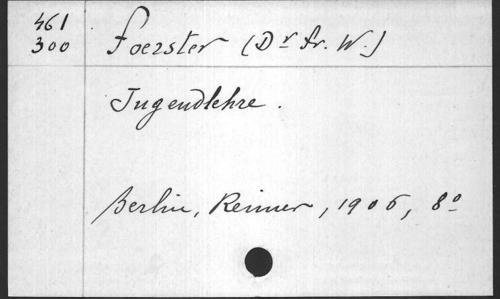 461
300
Foerster (Dr Fr. W.)
Jugendlehre.
Berlin, Reimer, 1906, 8º